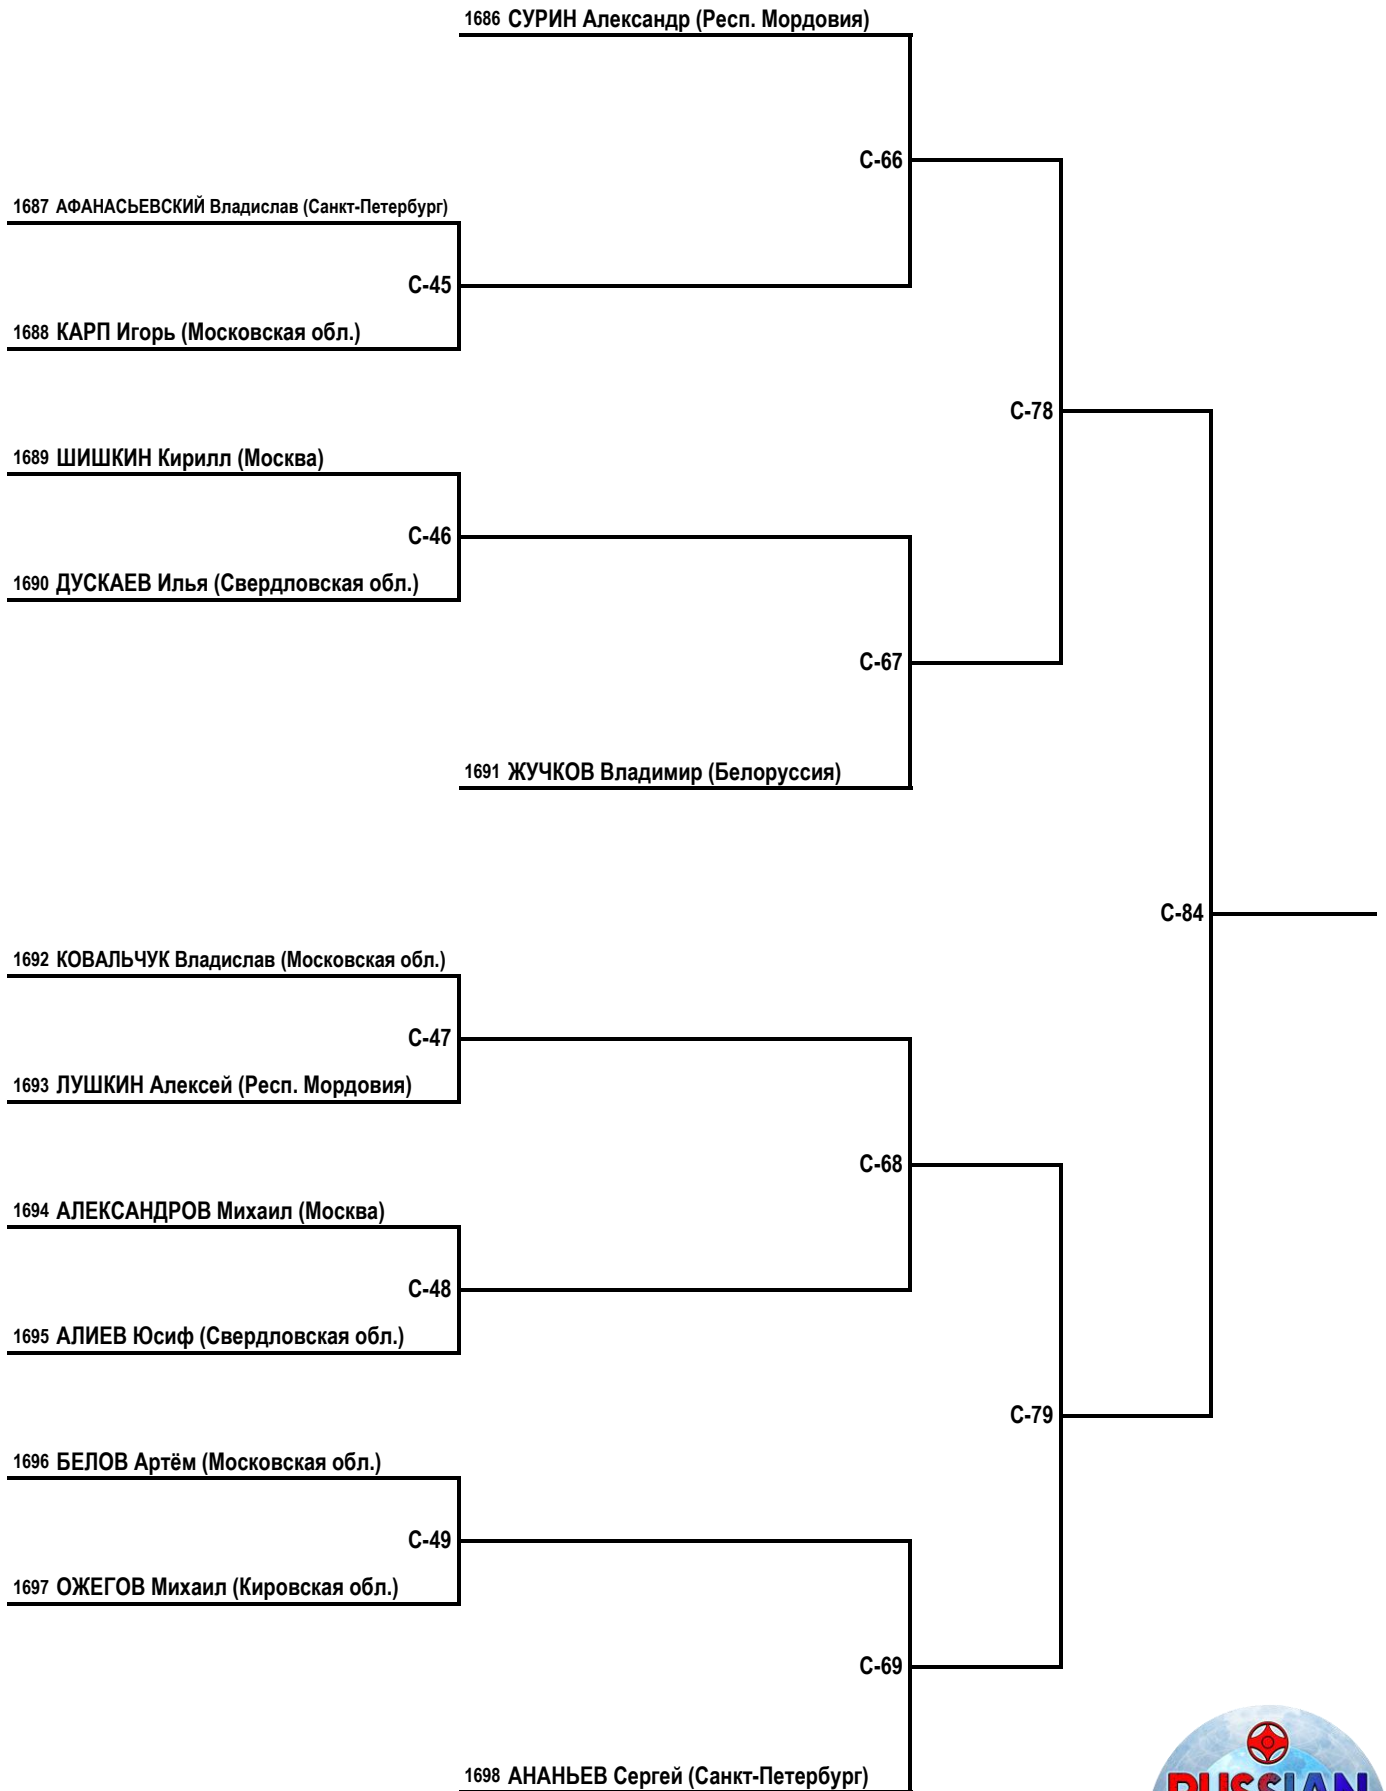 1686 СУРИН Александр (Респ. Мордовия)
С-66
1687 АФАНАСЬЕВСКИЙ Владислав (Санкт-Петербург)
С-45
1688 КАРП Игорь (Московская обл.)
С-78
1689 ШИШКИН Кирилл (Москва)
С-46
1690 ДУСКАЕВ Илья (Свердловская обл.)
С-67
1691 ЖУЧКОВ Владимир (Белоруссия)
С-84
1692 КОВАЛЬЧУК Владислав (Московская обл.)
С-47
1693 ЛУШКИН Алексей (Респ. Мордовия)
С-68
1694 АЛЕКСАНДРОВ Михаил (Москва)
С-48
1695 АЛИЕВ Юсиф (Свердловская обл.)
С-79
1696 БЕЛОВ Артём (Московская обл.)
С-49
1697 ОЖЕГОВ Михаил (Кировская обл.)
С-69
1698 АНАНЬЕВ Сергей (Санкт-Петербург)
RUSSIAN